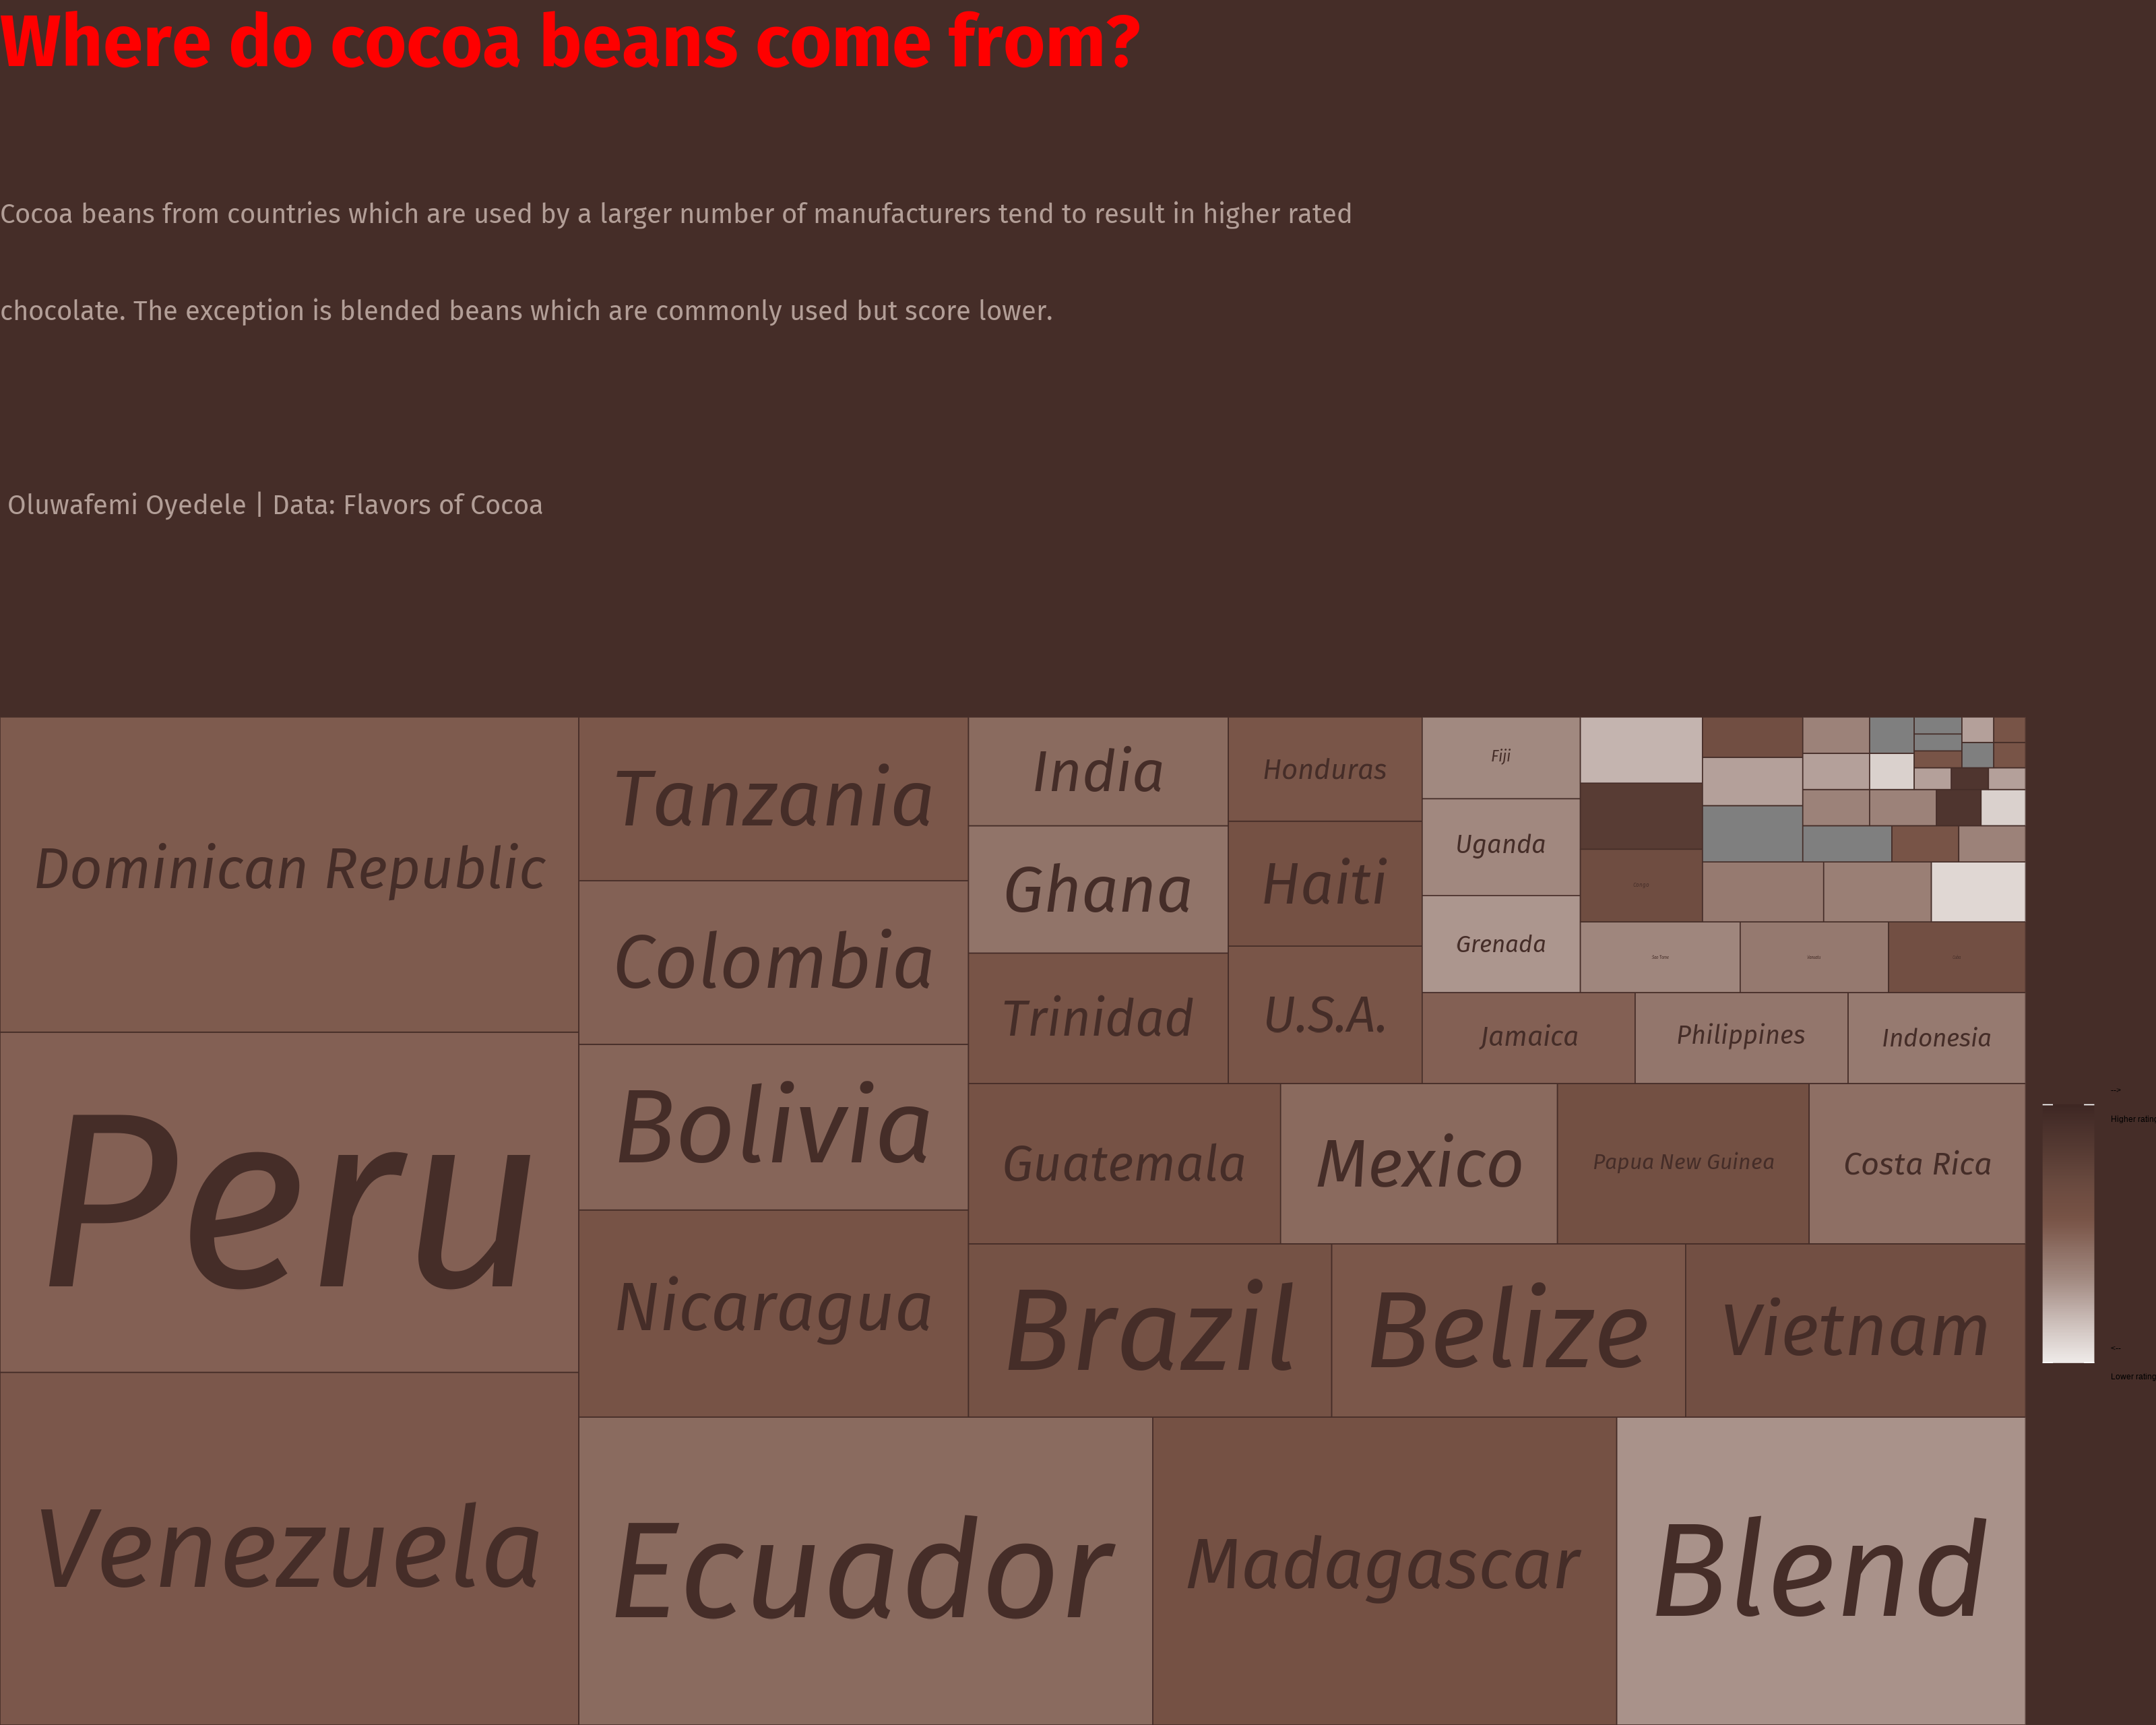 Where do cocoa beans come from?
Cocoa beans from countries which are used by a larger number of manufacturers tend to result in higher rated
chocolate. The exception is blended beans which are commonly used but score lower.
Oluwafemi Oyedele | Data: Flavors of Cocoa
Dominican Republic
Peru
Venezuela
Tanzania
Colombia
Bolivia
Nicaragua
Ecuador
Madagascar
Blend
India
Ghana
Trinidad
Honduras
Haiti
U.S.A.
Fiji
Uganda
Grenada
Jamaica
Philippines
Indonesia
Guatemala
Mexico
Papua New Guinea
Costa Rica
Brazil
Belize
Vietnam
Higher rating
Lower rating